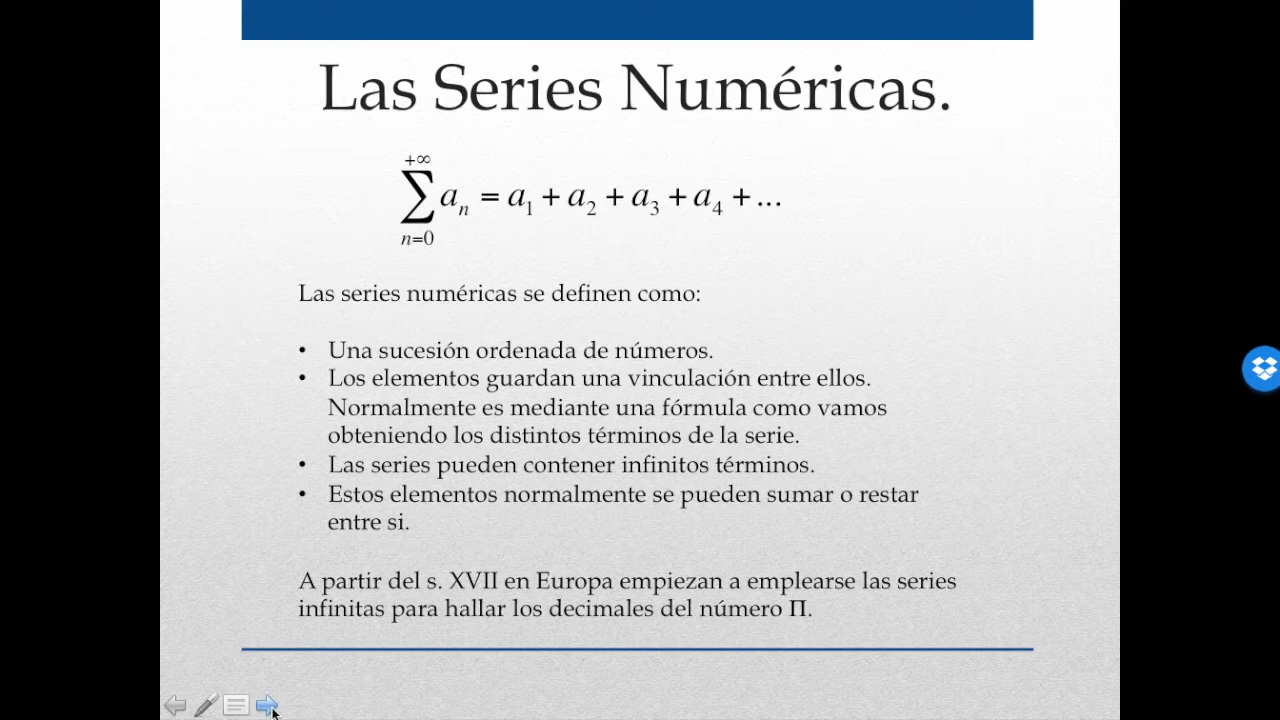 Las Series Numéricas.
+∞
∑ aₙ = a₁ + a₂ + a₃ + a₄ + ...
n=0
Las series numéricas se definen como:
• Una sucesión ordenada de números.
• Los elementos guardan una vinculación entre ellos.
Normalmente es mediante una fórmula como vamos
obteniendo los distintos términos de la serie.
• Las series pueden contener infinitos términos.
• Estos elementos normalmente se pueden sumar o restar
entre si.
A partir del s. XVII en Europa empiezan a emplearse las series
infinitas para hallar los decimales del número Π.